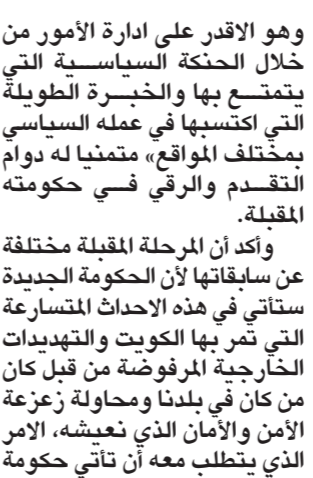 وهو الاقدر على ادارة الأمور من
خلال الحنكة السياسية التي
يتمتع بها والخبرة الطويلة
التي اكتسبها في عمله السياسي
بمختلف المواقع» متمنيا له دوام
التقدم والرقي في حكومته
المقبلة.
وأكد أن المرحلة المقبلة مختلفة
عن سابقاتها لأن الحكومة الجديدة
ستأتي في هذه الاحداث المتسارعة
التي تمر بها الكويت والتهديدات
الخارجية المرفوضة من قبل كان
من كان في بلدنا ومحاولة زعزعة
الأمن والأمان الذي نعيشه، الامر
الذي يتطلب معه أن تأتي حكومة